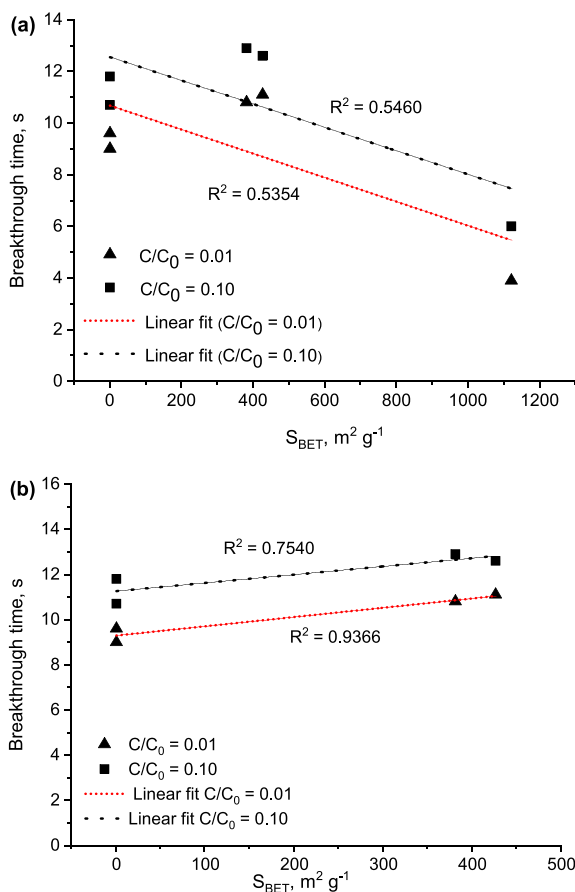 (a)
14
12
10
8
6
4
2
0
Breakthrough time, s
R² = 0.5460
R² = 0.5354
C/C₀ = 0.01
C/C₀ = 0.10
Linear fit (C/C₀ = 0.01)
Linear fit (C/C₀ = 0.10)
0 200 400 600 800 1000 1200
S_BET, m² g⁻¹
(b)
16
14
12
10
8
6
4
2
0
Breakthrough time, s
R² = 0.7540
R² = 0.9366
C/C₀ = 0.01
C/C₀ = 0.10
Linear fit C/C₀ = 0.01
Linear fit C/C₀ = 0.10
0 100 200 300 400 500
S_BET, m² g⁻¹